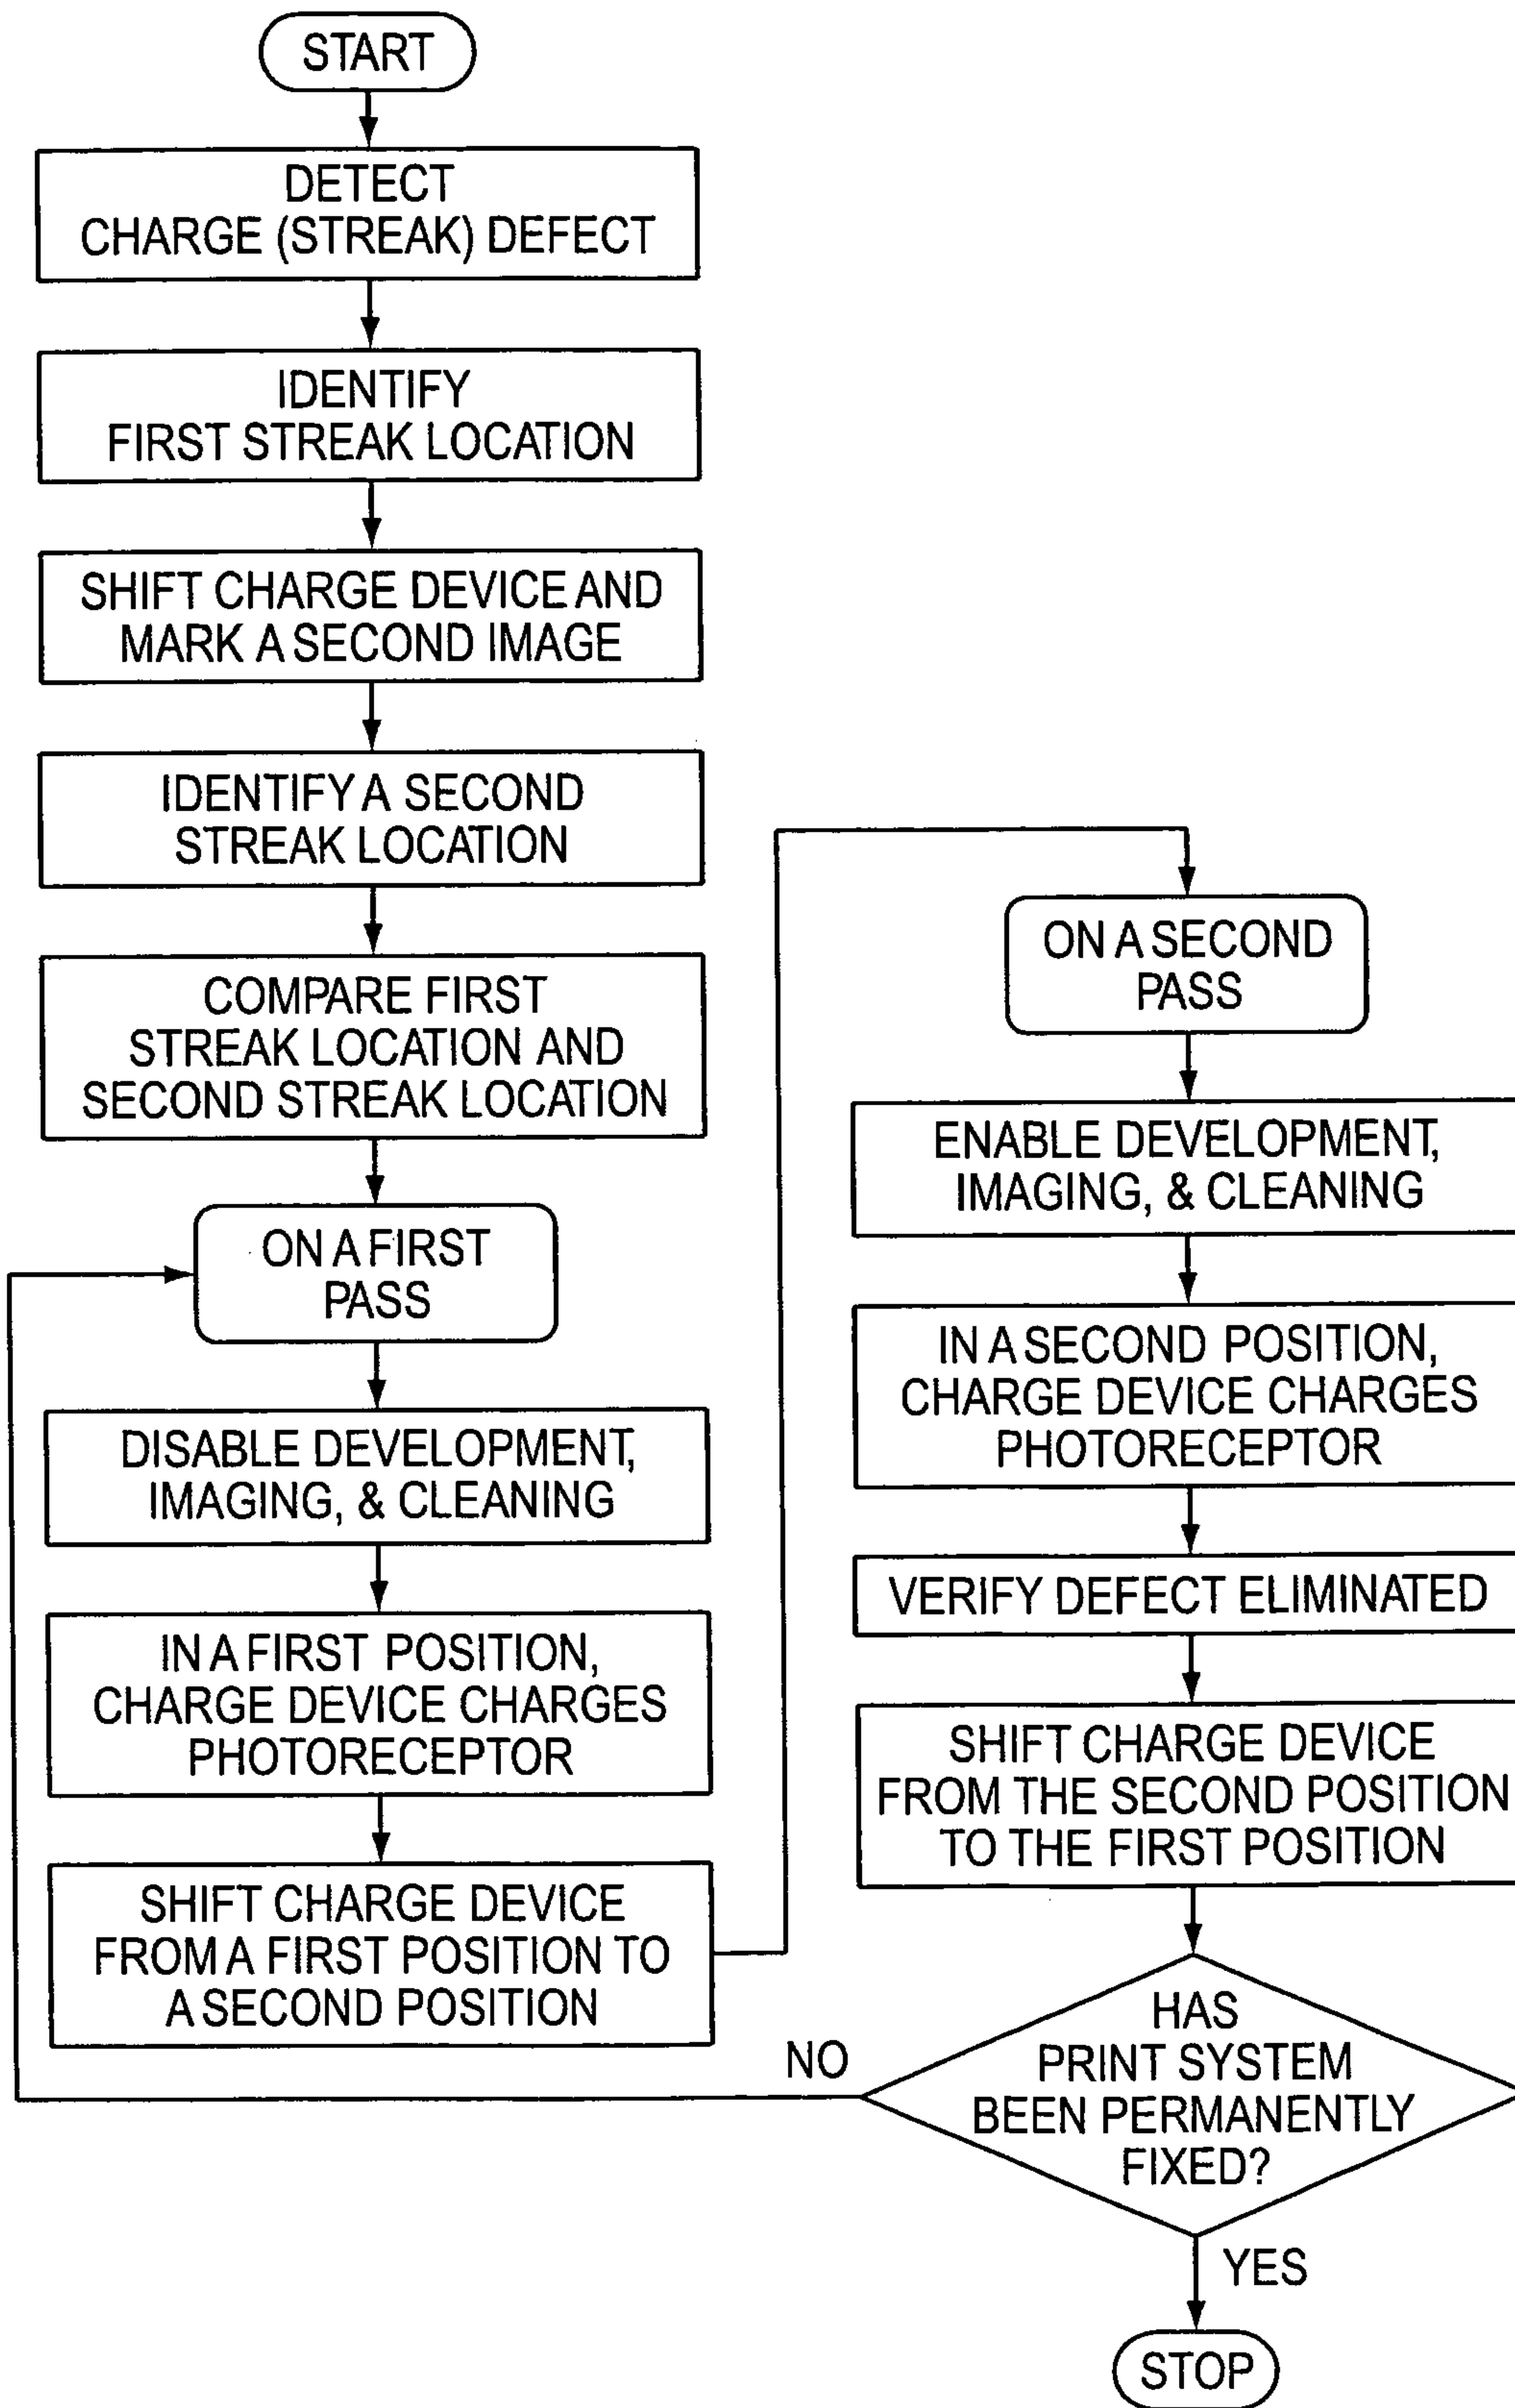 START
DETECT
CHARGE (STREAK) DEFECT
IDENTIFY
FIRST STREAK LOCATION
SHIFT CHARGE DEVICE AND
MARK A SECOND IMAGE
IDENTIFY A SECOND
STREAK LOCATION
COMPARE FIRST
STREAK LOCATION AND
SECOND STREAK LOCATION
ON A FIRST
PASS
DISABLE DEVELOPMENT,
IMAGING, & CLEANING
IN A FIRST POSITION,
CHARGE DEVICE CHARGES
PHOTORECEPTOR
SHIFT CHARGE DEVICE
FROM A FIRST POSITION TO
A SECOND POSITION
ON A SECOND
PASS
ENABLE DEVELOPMENT,
IMAGING, & CLEANING
IN A SECOND POSITION,
CHARGE DEVICE CHARGES
PHOTORECEPTOR
VERIFY DEFECT ELIMINATED
SHIFT CHARGE DEVICE
FROM THE SECOND POSITION
TO THE FIRST POSITION
HAS
PRINT SYSTEM
BEEN PERMANENTLY
FIXED?
NO
YES
STOP